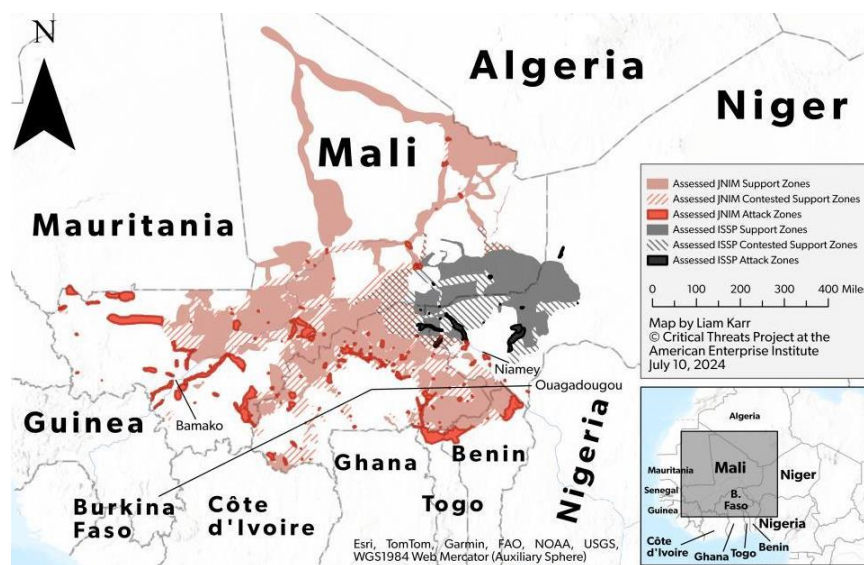 N
Algeria
Niger
Mali
Mauritania
Assessed JNIM Support Zones
Assessed JNIM Contested Support Zones
Assessed JNIM Attack Zones
Assessed ISSP Support Zones
Assessed ISSP Contested Support Zones
Assessed ISSP Attack Zones
0 100 200 300 400 Miles
Map by Liam Karr
© Critical Threats Project at the
American Enterprise Institute
July 10, 2024
Niamey
Ouagadougou
Guinea
Bamako
Ghana
Benin
Nigeria
Burkina
Faso
Côte
d'Ivoire
Togo
Esri, TomTom, Garmin, FAO, NOAA, USGS,
WGS1984 Web Mercator (Auxiliary Sphere)
Algeria
Mauritania
Mali
Niger
Senegal
B.
Faso
Guinea
Nigeria
Côte
d'Ivoire
Ghana
Togo
Benin